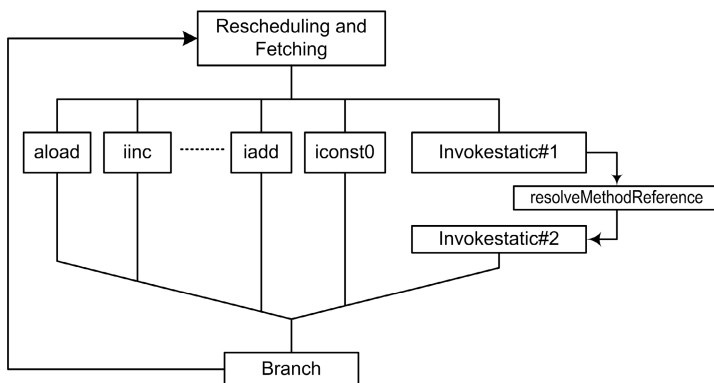 Rescheduling and
Fetching
aload
iinc
iadd
iconst0
Invokestatic#1
resolveMethodReference
Invokestatic#2
Branch